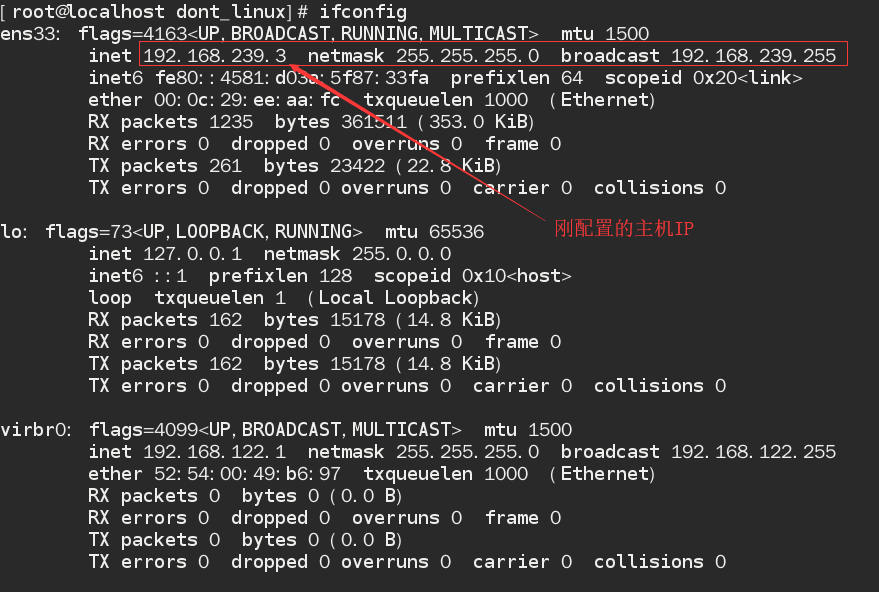 [root@localhost dont_linux]# ifconfig
ens33: flags=4163<UP,BROADCAST,RUNNING,MULTICAST>  mtu 1500
        inet 192.168.239.3  netmask 255.255.255.0  broadcast 192.168.239.255
        inet6 fe80::4581:d03a:5f87:33fa  prefixlen 64  scopeid 0x20<link>
        ether 00:0c:29:ee:aa:fc  txqueuelen 1000  (Ethernet)
        RX packets 1235  bytes 361511 (353.0 KiB)
        RX errors 0  dropped 0  overruns 0  frame 0
        TX packets 261  bytes 23422 (22.8 KiB)
        TX errors 0  dropped 0 overruns 0  carrier 0  collisions 0
刚配置的主机IP
lo: flags=73<UP,LOOPBACK,RUNNING>  mtu 65536
        inet 127.0.0.1  netmask 255.0.0.0
        inet6 ::1  prefixlen 128  scopeid 0x10<host>
        loop  txqueuelen 1  (Local Loopback)
        RX packets 162  bytes 15178 (14.8 KiB)
        RX errors 0  dropped 0  overruns 0  frame 0
        TX packets 162  bytes 15178 (14.8 KiB)
        TX errors 0  dropped 0 overruns 0  carrier 0  collisions 0
virbr0: flags=4099<UP,BROADCAST,MULTICAST>  mtu 1500
        inet 192.168.122.1  netmask 255.255.255.0  broadcast 192.168.122.255
        ether 52:54:00:49:b6:97  txqueuelen 1000  (Ethernet)
        RX packets 0  bytes 0 (0.0 B)
        RX errors 0  dropped 0  overruns 0  frame 0
        TX packets 0  bytes 0 (0.0 B)
        TX errors 0  dropped 0 overruns 0  carrier 0  collisions 0